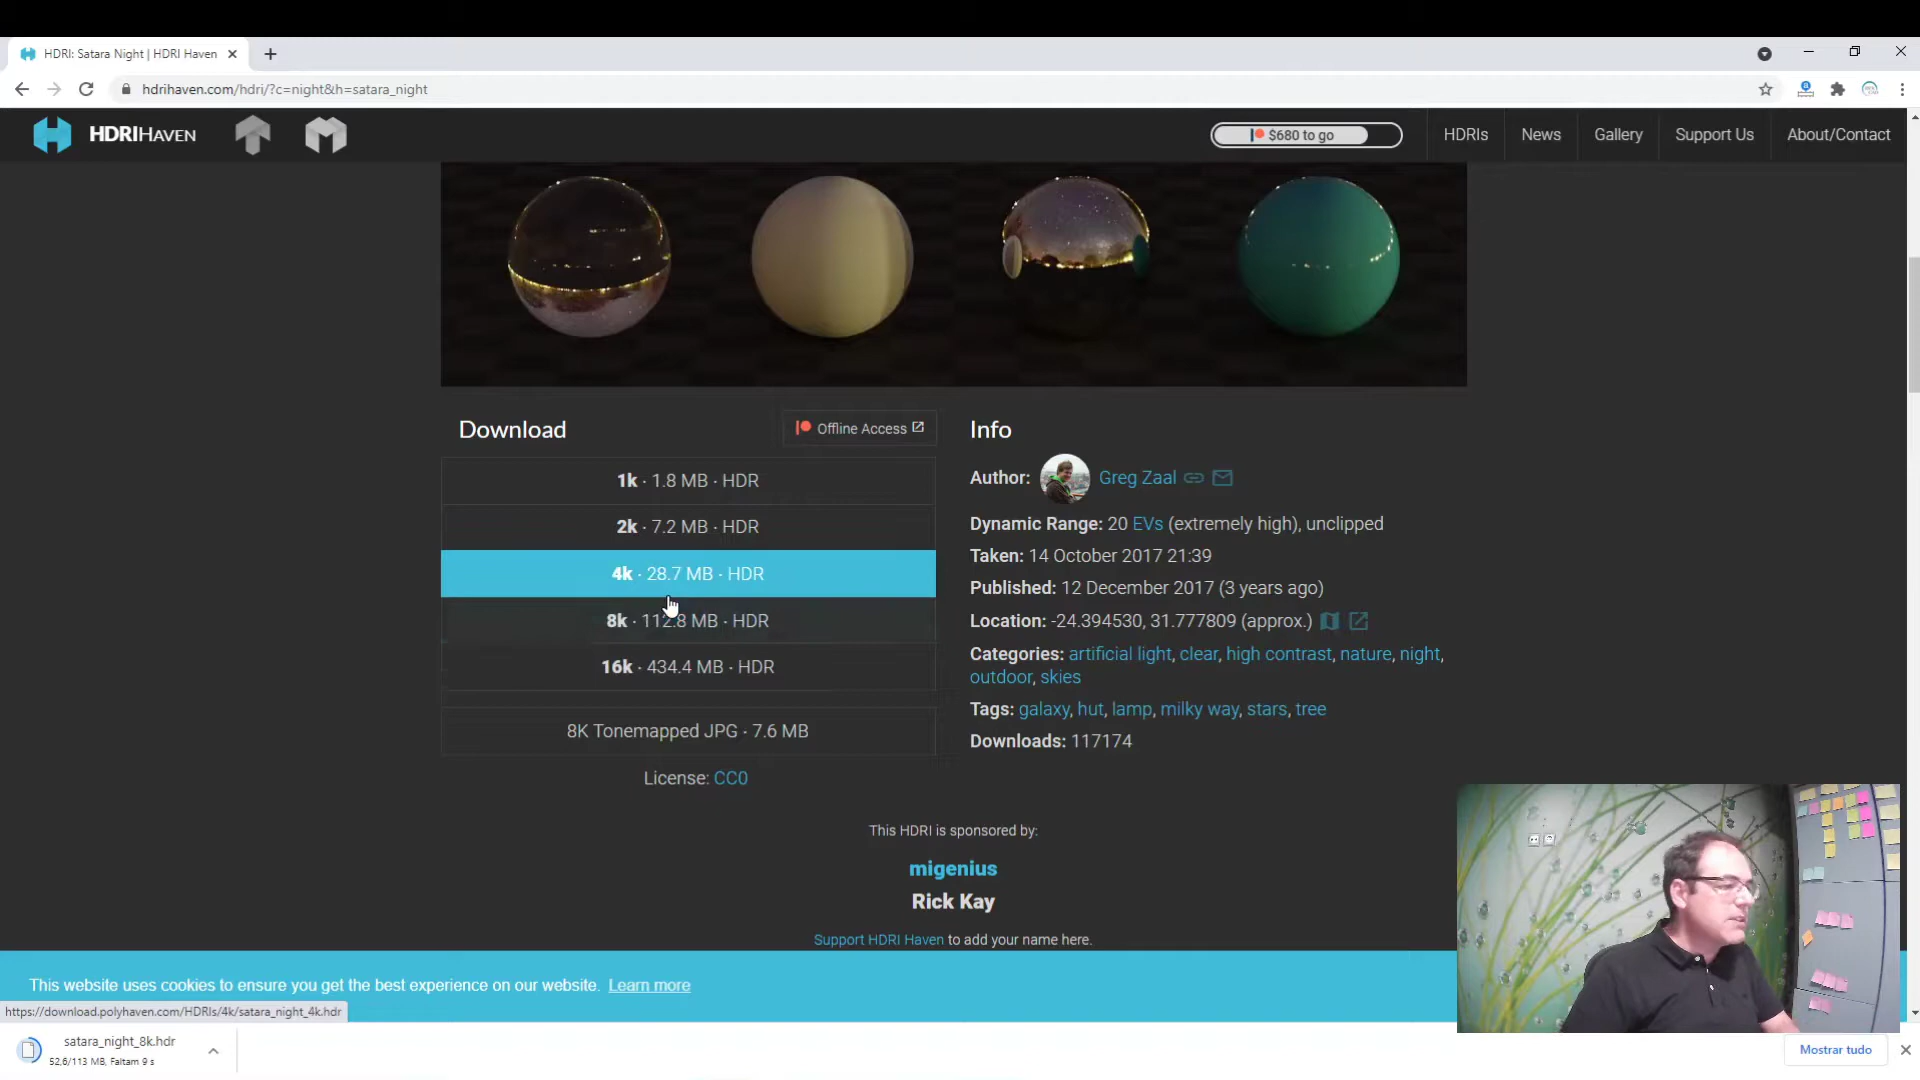 HDRI: Satara Night | HDRI Haven
hdrihaven.com/hdri/?c=night&h=satara_night
HDRIHAVEN
$680 to go
HDRIs
News
Gallery
Support Us
About/Contact
Download
Offline Access
1k · 1.8 MB · HDR
2k · 7.2 MB · HDR
4k · 28.7 MB · HDR
8k · 112.8 MB · HDR
16k · 434.4 MB · HDR
8K Tonemapped JPG · 7.6 MB
License: CC0
Info
Author: Greg Zaal
Dynamic Range: 20 EVs (extremely high), unclipped
Taken: 14 October 2017 21:39
Published: 12 December 2017 (3 years ago)
Location: -24.394530, 31.777809 (approx.)
Categories: artificial light, clear, high contrast, nature, night,
outdoor, skies
Tags: galaxy, hut, lamp, milky way, stars, tree
Downloads: 117174
This HDRI is sponsored by:
migenius
Rick Kay
Support HDRI Haven to add your name here.
This website uses cookies to ensure you get the best experience on our website. Learn more
https://download.polyhaven.com/HDRIs/4k/satara_night_4k.hdr
satara_night_8k.hdr
52,6/113 MB, Faltam 9 s
Mostrar tudo